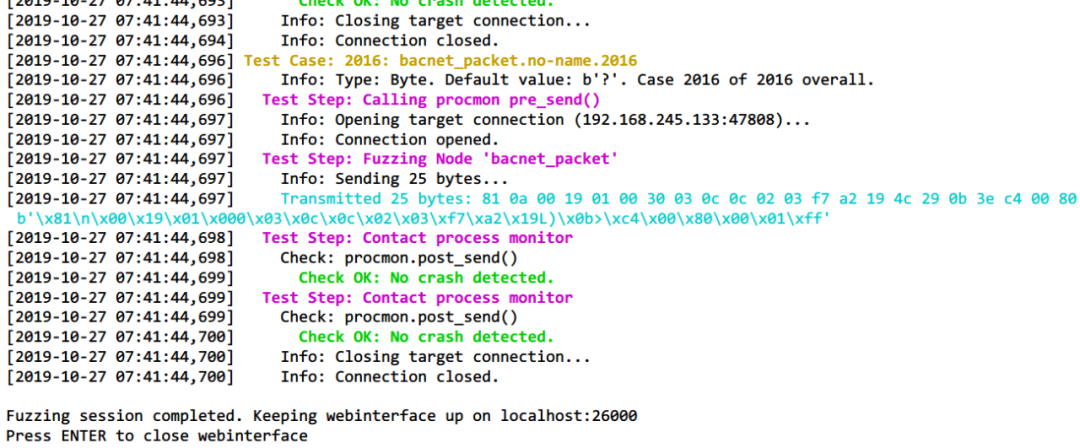 [2019-10-27 07:41:44,693] Check OK: No crash detected.
[2019-10-27 07:41:44,693] Info: Closing target connection...
[2019-10-27 07:41:44,694] Info: Connection closed.
[2019-10-27 07:41:44,696] Test Case: 2016: bacnet_packet.no-name.2016
[2019-10-27 07:41:44,696] Info: Type: Byte. Default value: b'?'. Case 2016 of 2016 overall.
[2019-10-27 07:41:44,696] Test Step: Calling procmon pre_send()
[2019-10-27 07:41:44,697] Info: Opening target connection (192.168.245.133:47808)...
[2019-10-27 07:41:44,697] Info: Connection opened.
[2019-10-27 07:41:44,697] Test Step: Fuzzing Node 'bacnet_packet'
[2019-10-27 07:41:44,697] Info: Sending 25 bytes...
[2019-10-27 07:41:44,697] Transmitted 25 bytes: 81 0a 00 19 01 00 30 03 0c 0c 02 03 f7 a2 19 4c 29 0b 3e c4 00 80
b'\x81\n\x00\x19\x01\x000\x03\x0c\x0c\x02\x03\xf7\xa2\x19L)\x0b>\xc4\x00\x80\x00\x01\xff'
[2019-10-27 07:41:44,698] Test Step: Contact process monitor
[2019-10-27 07:41:44,698] Check: procmon.post_send()
[2019-10-27 07:41:44,699] Check OK: No crash detected.
[2019-10-27 07:41:44,699] Test Step: Contact process monitor
[2019-10-27 07:41:44,699] Check: procmon.post_send()
[2019-10-27 07:41:44,700] Check OK: No crash detected.
[2019-10-27 07:41:44,700] Info: Closing target connection...
[2019-10-27 07:41:44,700] Info: Connection closed.
Fuzzing session completed. Keeping webinterface up on localhost:26000
Press ENTER to close webinterface